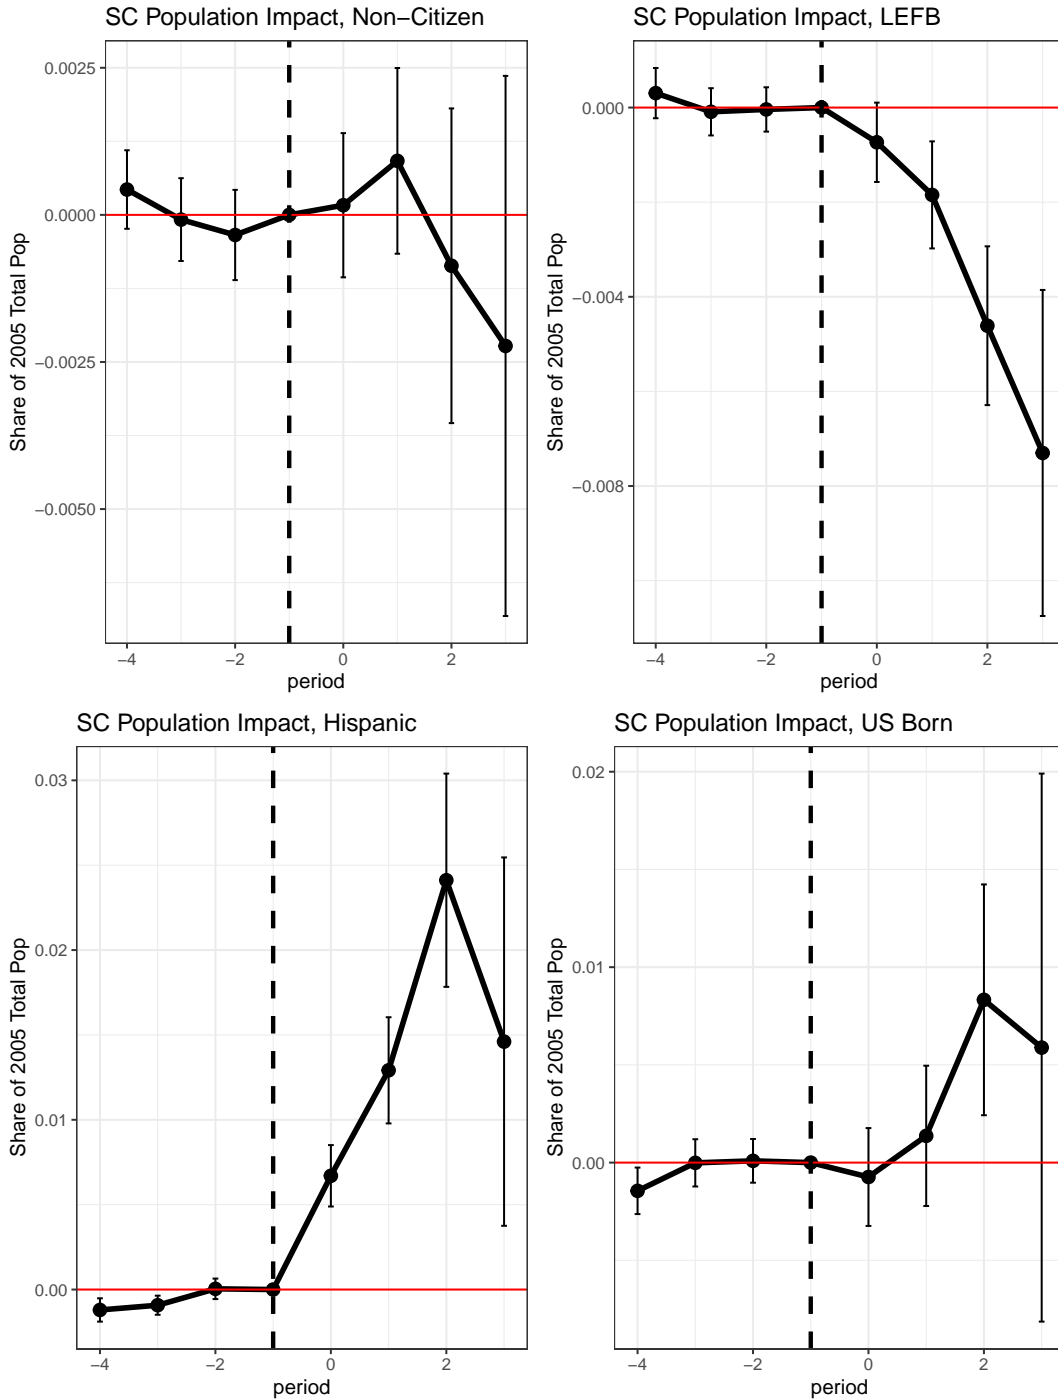 SC Population Impact, Non−Citizen
Share of 2005 Total Pop
0.0025
0.0000
−0.0025
−0.0050
−4
−2
0
2
period
SC Population Impact, LEFB
Share of 2005 Total Pop
0.000
−0.004
−0.008
−4
−2
0
2
period
SC Population Impact, Hispanic
Share of 2005 Total Pop
0.03
0.02
0.01
0.00
−4
−2
0
2
period
SC Population Impact, US Born
Share of 2005 Total Pop
0.02
0.01
0.00
−4
−2
0
2
period